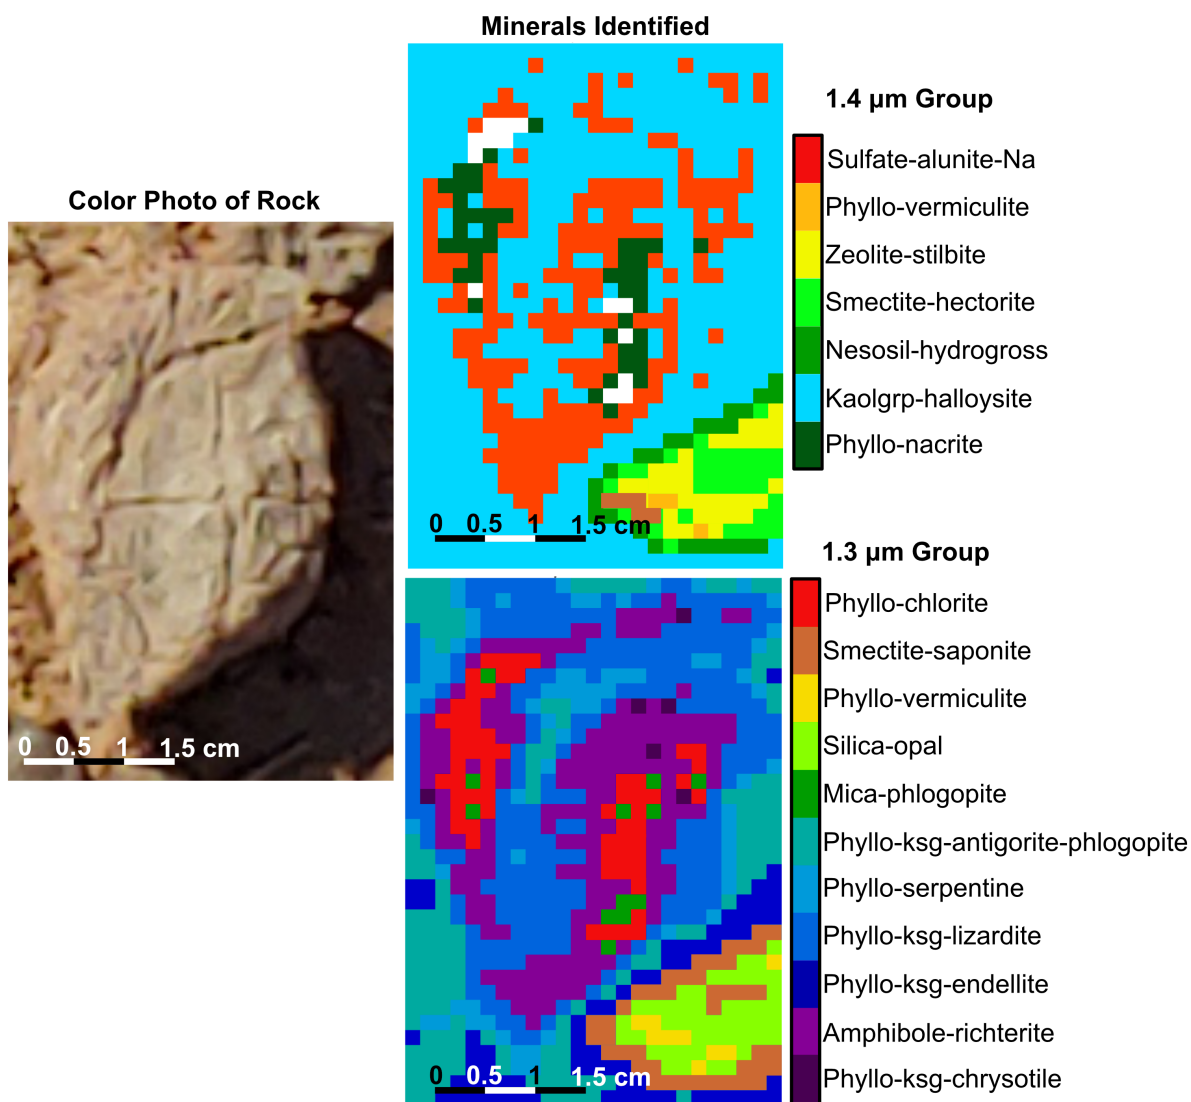 Minerals Identified
1.4 µm Group
Sulfate-alunite-Na
Phyllo-vermiculite
Zeolite-stilbite
Smectite-hectorite
Nesosil-hydrogross
Kaolgrp-halloysite
Phyllo-nacrite
0 0.5 1 1.5 cm
Color Photo of Rock
0 0.5 1 1.5 cm
1.3 µm Group
Phyllo-chlorite
Smectite-saponite
Phyllo-vermiculite
Silica-opal
Mica-phlogopite
Phyllo-ksg-antigorite-phlogopite
Phyllo-serpentine
Phyllo-ksg-lizardite
Phyllo-ksg-endellite
Amphibole-richterite
Phyllo-ksg-chrysotile
0 0.5 1 1.5 cm